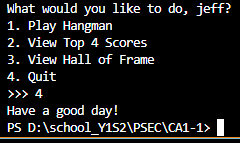 What would you like to do, jeff?
1. Play Hangman
2. View Top 4 Scores
3. View Hall of Frame
4. Quit
>>> 4
Have a good day!
PS D:\school_Y1S2\PSEC\CA1-1>